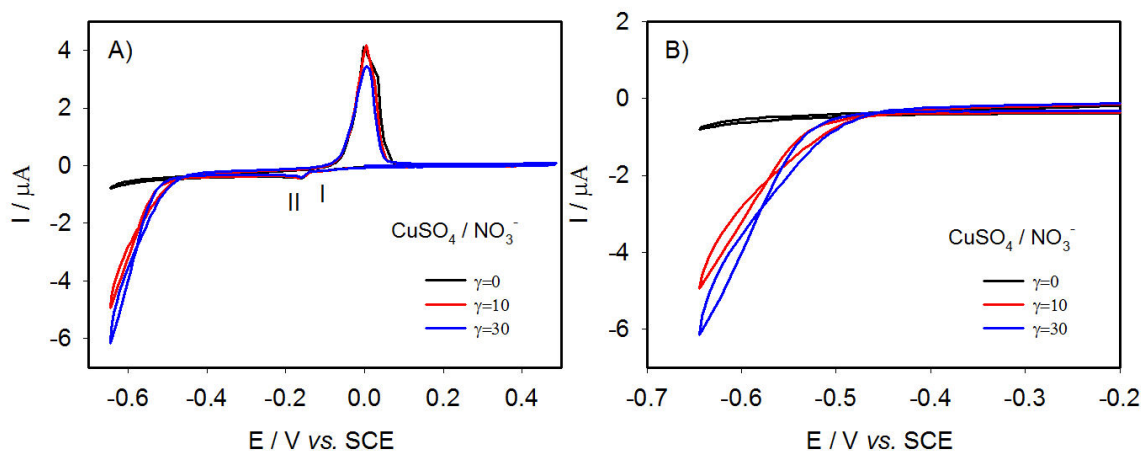 A)
I / µA
4
2
0
-2
-4
-6
II
I
CuSO₄ / NO₃⁻
γ=0
γ=10
γ=30
-0.6 -0.4 -0.2 0.0 0.2 0.4
E / V vs. SCE
B)
I / µA
2
0
-2
-4
-6
CuSO₄ / NO₃⁻
γ=0
γ=10
γ=30
-0.7 -0.6 -0.5 -0.4 -0.3 -0.2
E / V vs. SCE